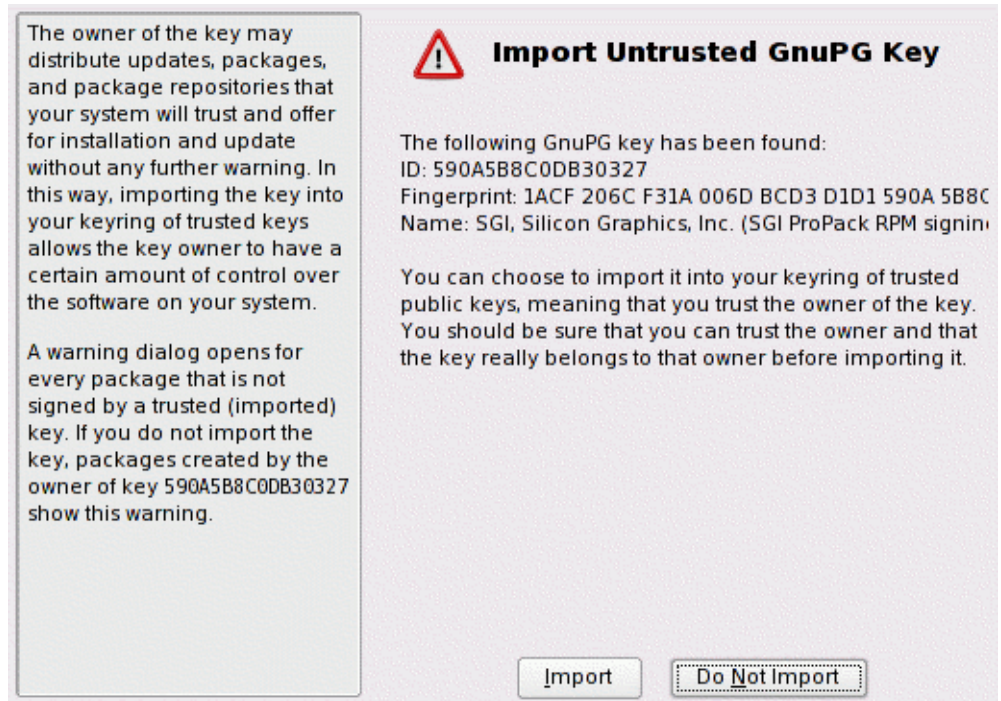 The owner of the key may
distribute updates, packages,
and package repositories that
your system will trust and offer
for installation and update
without any further warning. In
this way, importing the key into
your keyring of trusted keys
allows the key owner to have a
certain amount of control over
the software on your system.
A warning dialog opens for
every package that is not
signed by a trusted (imported)
key. If you do not import the
key, packages created by the
owner of key 590A5B8C0DB30327
show this warning.
Import Untrusted GnuPG Key
The following GnuPG key has been found:
ID: 590A5B8C0DB30327
Fingerprint: 1ACF 206C F31A 006D BCD3 D1D1 590A 5B8C
Name: SGI, Silicon Graphics, Inc. (SGI ProPack RPM signin
You can choose to import it into your keyring of trusted
public keys, meaning that you trust the owner of the key.
You should be sure that you can trust the owner and that
the key really belongs to that owner before importing it.
Import
Do Not Import